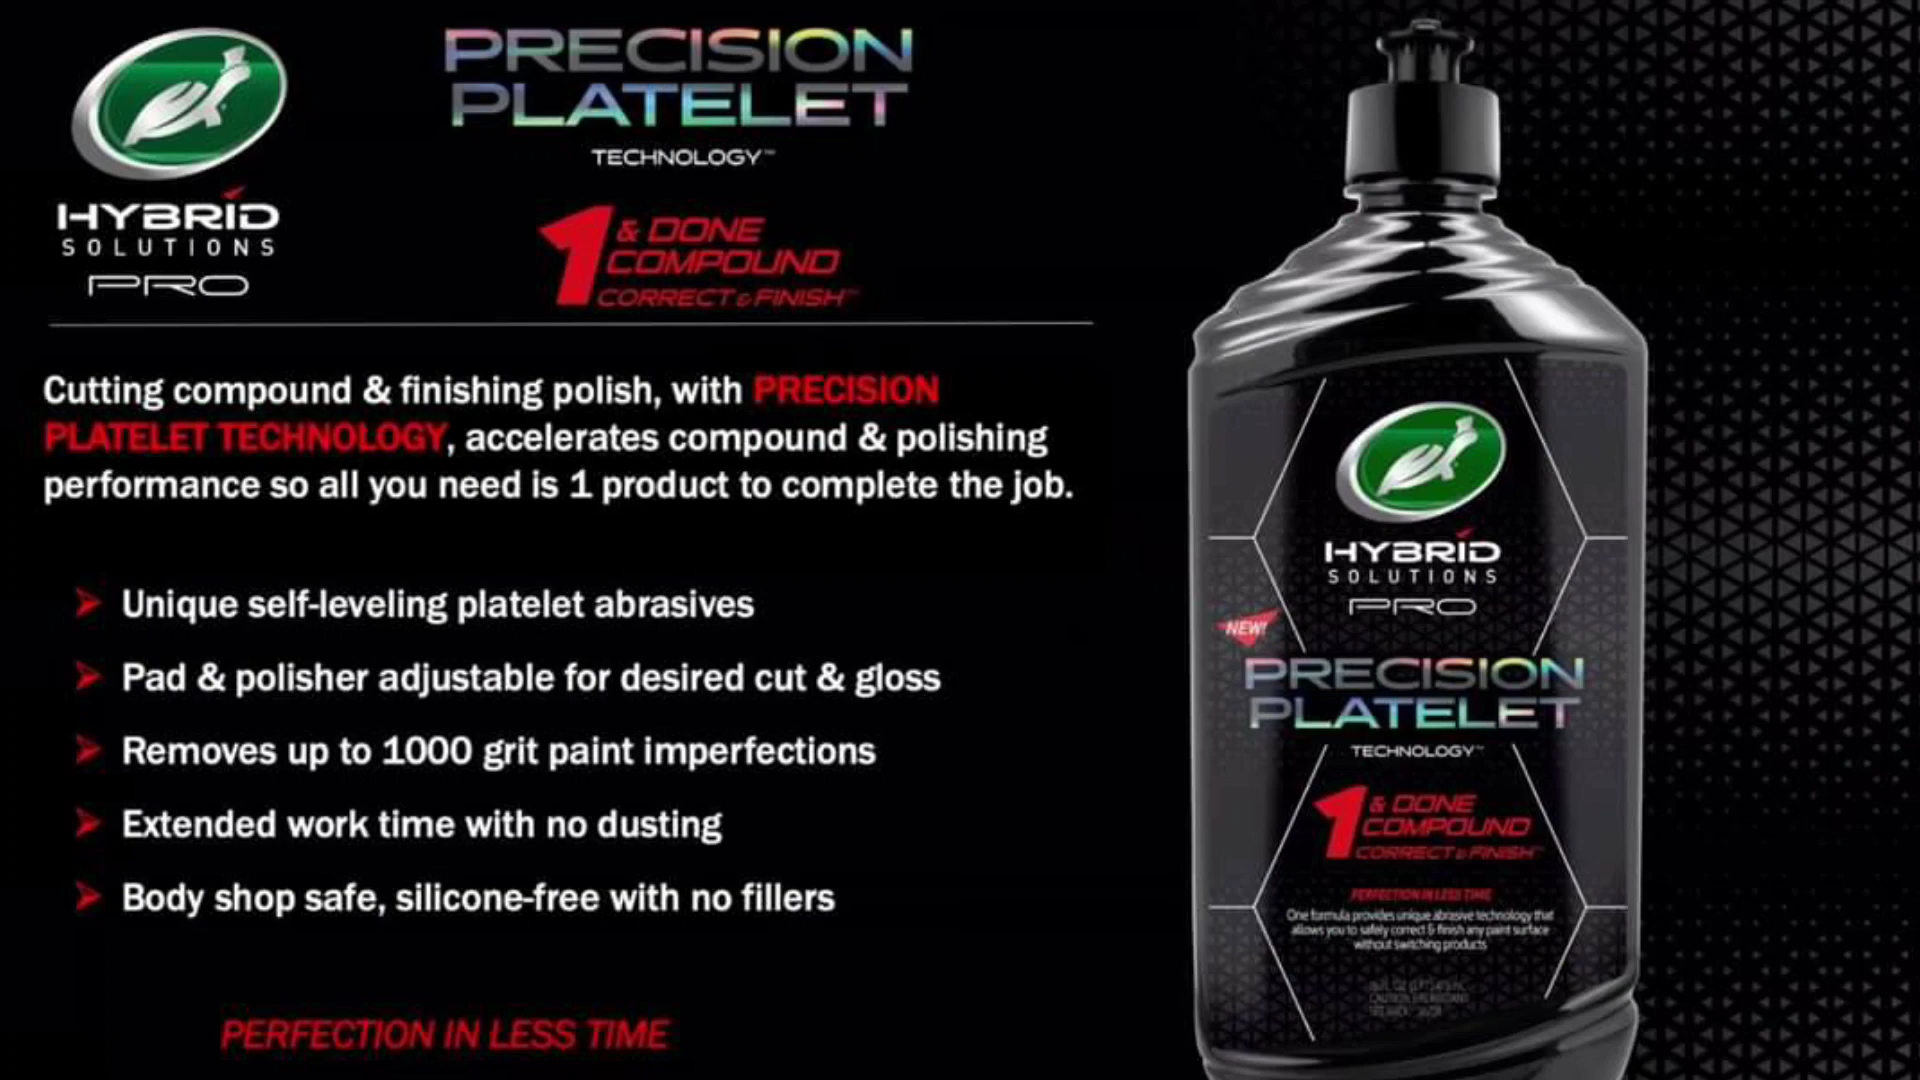 HYBRID
SOLUTIONS
PRO
PRECISION
PLATELET
TECHNOLOGY™
1 & DONE
COMPOUND
CORRECT & FINISH™
Cutting compound & finishing polish, with PRECISION
PLATELET TECHNOLOGY, accelerates compound & polishing
performance so all you need is 1 product to complete the job.
Unique self-leveling platelet abrasives
Pad & polisher adjustable for desired cut & gloss
Removes up to 1000 grit paint imperfections
Extended work time with no dusting
Body shop safe, silicone-free with no fillers
PERFECTION IN LESS TIME
HYBRID
SOLUTIONS
PRO
NEW!
PRECISION
PLATELET
TECHNOLOGY™
1 & DONE
COMPOUND
CORRECT & FINISH™
PERFECTION IN LESS TIME
One formula provides unique abrasive technology that
allows you to safely correct & finish any paint surface
without switching products